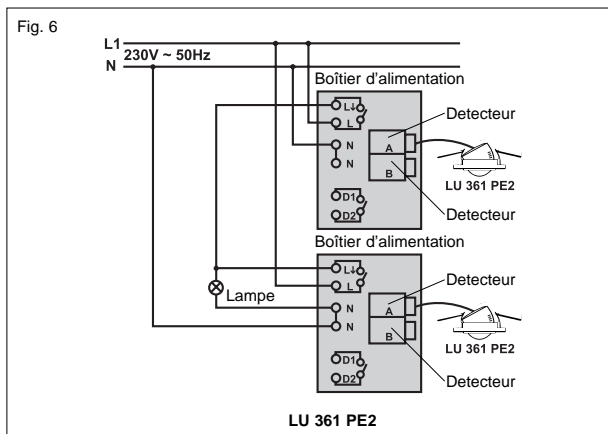 Fig. 6
L1
230V ~ 50Hz
N
Boîtier d'alimentation
L↓
L
N
N
A
B
D1
D2
Detecteur
LU 361 PE2
Detecteur
Boîtier d'alimentation
L↓
L
Lampe
N
N
A
B
D1
D2
Detecteur
LU 361 PE2
Detecteur
LU 361 PE2